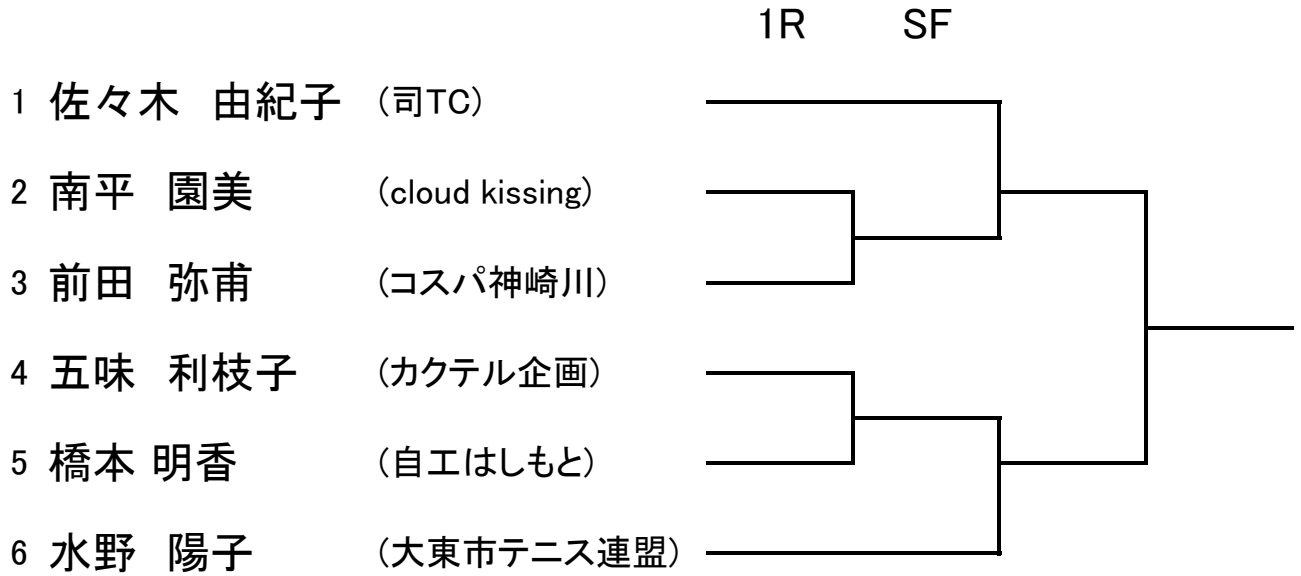 1R SF
1 佐々木 由紀子 (司TC)
2 南平 園美 (cloud kissing)
3 前田 弥甫 (コスパ神崎川)
4 五味 利枝子 (カクテル企画)
5 橋本 明香 (自工はしもと)
6 水野 陽子 (大東市テニス連盟)